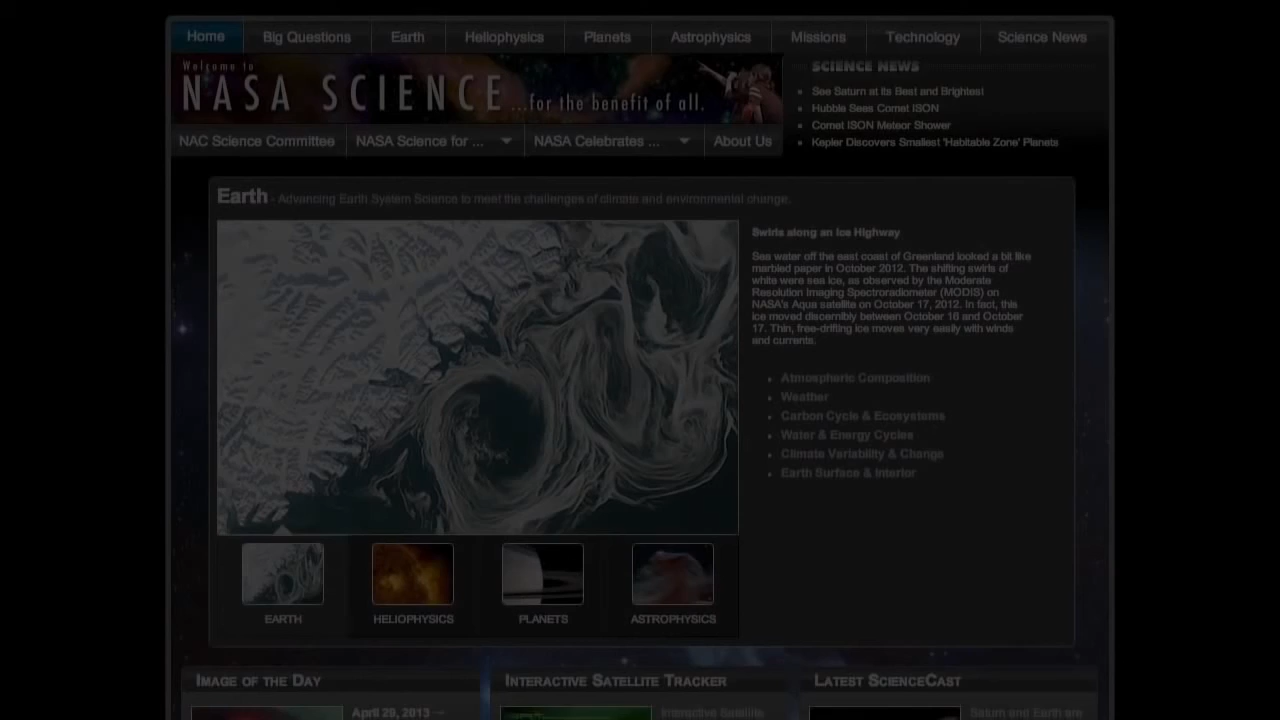 Home Big Questions Earth Heliophysics Planets Astrophysics Missions Technology Science News
Welcome to
NASA SCIENCE ...for the benefit of all.
NAC Science Committee NASA Science for ... NASA Celebrates ... About Us
SCIENCE NEWS
See Saturn at its Best and Brightest
Hubble Sees Comet ISON
Comet ISON Meteor Shower
Kepler Discovers Smallest 'Habitable Zone' Planets
Earth - Advancing Earth System Science to meet the challenges of climate and environmental change.
Swirls along an Ice Highway
Sea water off the east coast of Greenland looked a bit like
marbled paper in October 2012. The shifting swirls of
white were sea ice, as observed by the Moderate
Resolution Imaging Spectroradiometer (MODIS) on
NASA's Aqua satellite on October 17, 2012. In fact, this
ice moved discernibly between October 16 and October
17. Thin, free-drifting ice moves very easily with winds
and currents.
Atmospheric Composition
Weather
Carbon Cycle & Ecosystems
Water & Energy Cycles
Climate Variability & Change
Earth Surface & Interior
EARTH HELIOPHYSICS PLANETS ASTROPHYSICS
IMAGE OF THE DAY
April 29, 2013
INTERACTIVE SATELLITE TRACKER
Interactive Satellite
LATEST SCIENCECAST
Saturn and Earth are